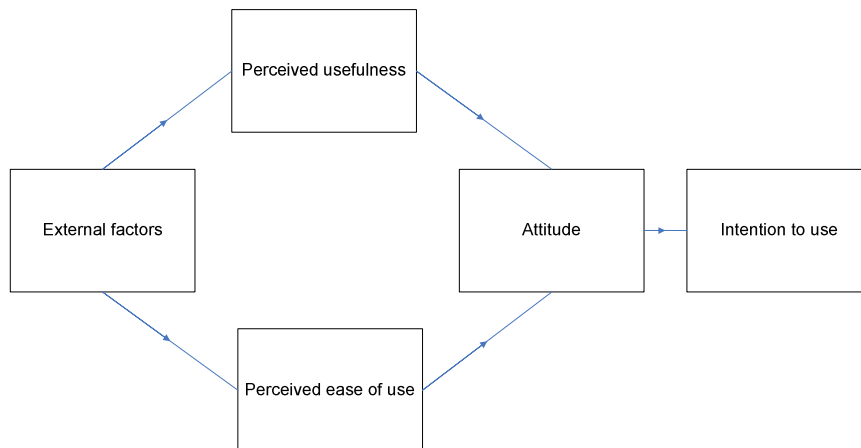 Perceived usefulness
External factors
Attitude
Intention to use
Perceived ease of use